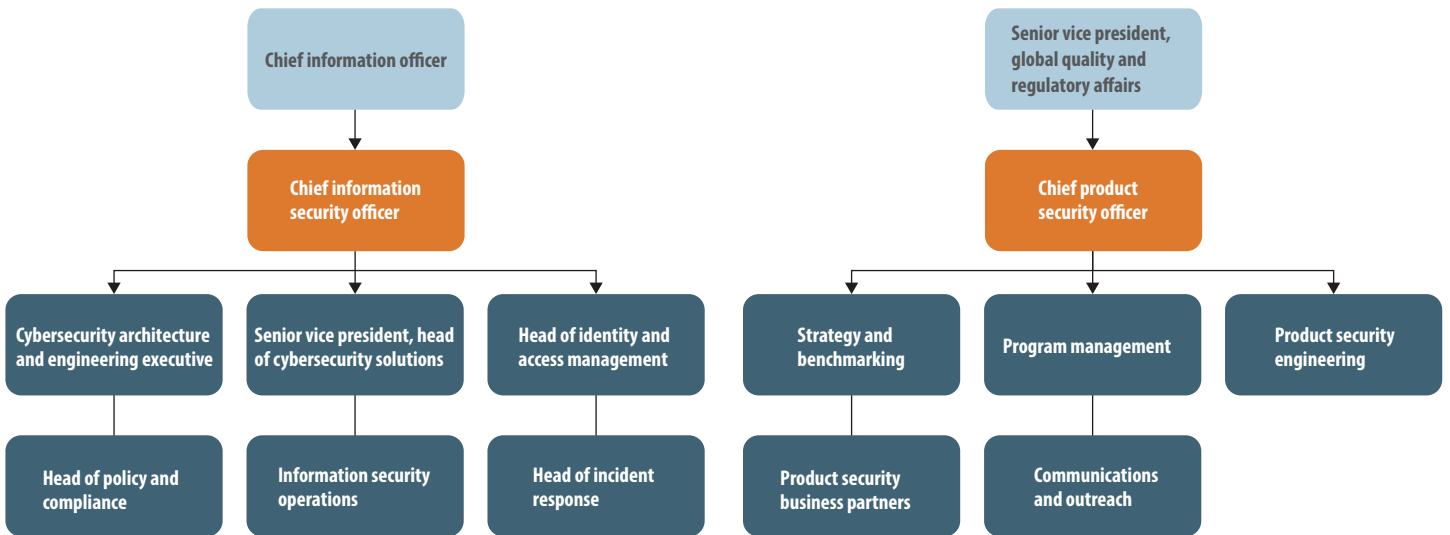 Chief information officer
Senior vice president,
global quality and
regulatory affairs
Chief information
security officer
Chief product
security officer
Cybersecurity architecture
and engineering executive
Senior vice president, head
of cybersecurity solutions
Head of identity and
access management
Strategy and
benchmarking
Program management
Product security
engineering
Head of policy and
compliance
Information security
operations
Head of incident
response
Product security
business partners
Communications
and outreach